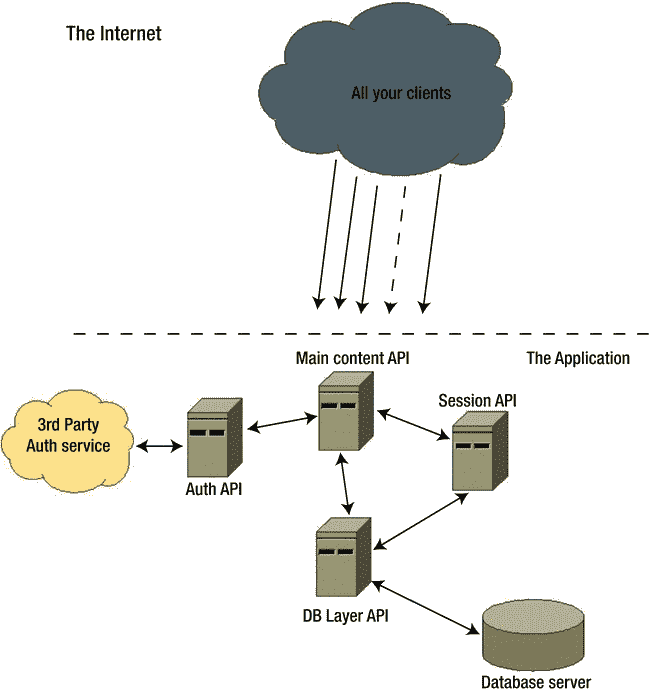 The Internet
All your clients
Main content API
The Application
Session API
3rd Party
Auth service
Auth API
DB Layer API
Database server